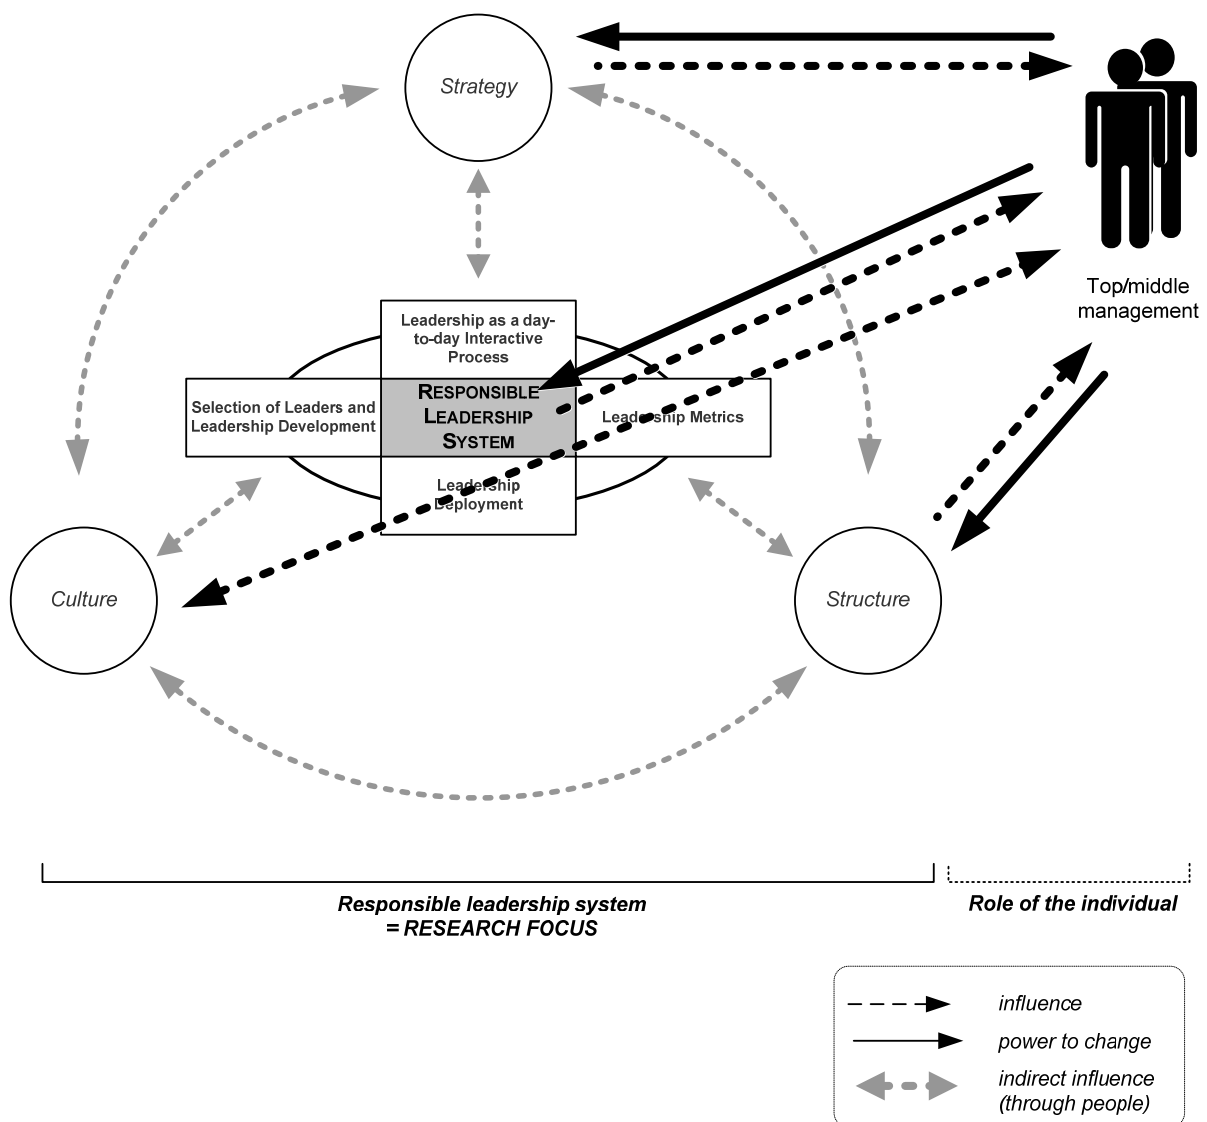 Strategy
Top/middle
management
Leadership as a day-
to-day Interactive
Process
Selection of Leaders and
Leadership Development
RESPONSIBLE
LEADERSHIP
SYSTEM
Leadership Metrics
Leadership
Deployment
Culture
Structure
Responsible leadership system
= RESEARCH FOCUS
Role of the individual
influence
power to change
indirect influence
(through people)